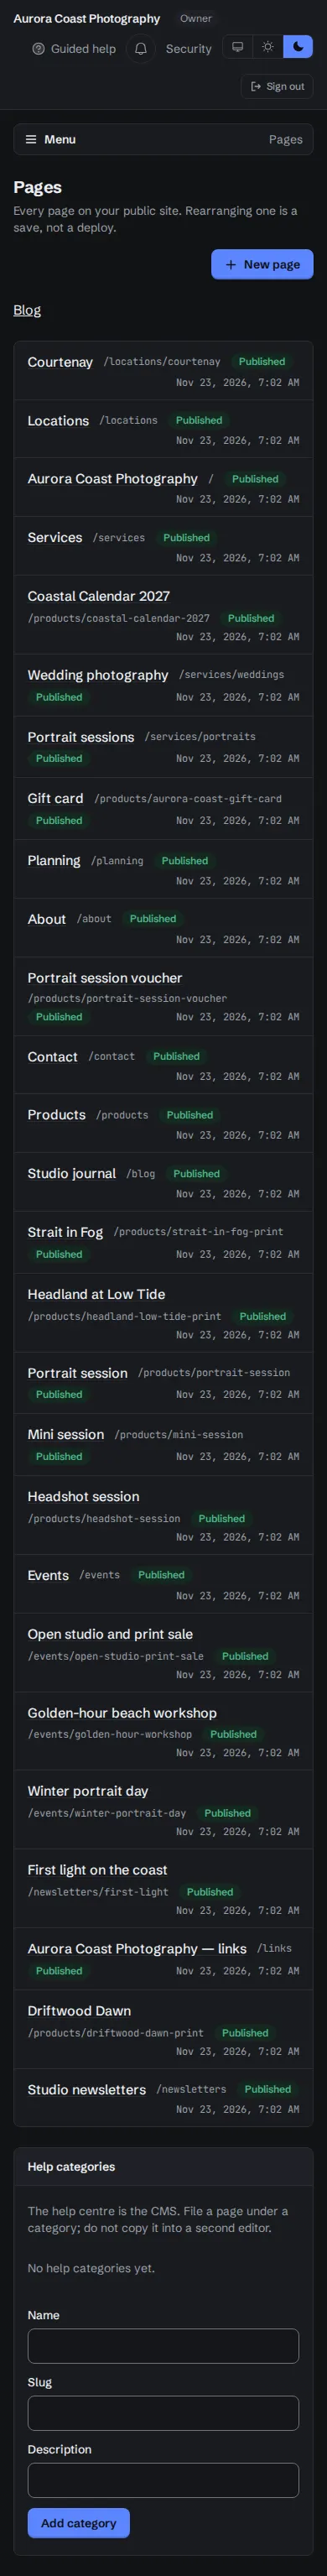 Aurora Coast Photography Owner
Guided help Security
Sign out
Menu Pages
Pages
Every page on your public site. Rearranging one is a
save, not a deploy.
New page
Blog
Courtenay /locations/courtenay Published
Nov 23, 2026, 7:02 AM
Locations /locations Published
Nov 23, 2026, 7:02 AM
Aurora Coast Photography / Published
Nov 23, 2026, 7:02 AM
Services /services Published
Nov 23, 2026, 7:02 AM
Coastal Calendar 2027
/products/coastal-calendar-2027 Published
Nov 23, 2026, 7:02 AM
Wedding photography /services/weddings
Published Nov 23, 2026, 7:02 AM
Portrait sessions /services/portraits
Published Nov 23, 2026, 7:02 AM
Gift card /products/aurora-coast-gift-card
Published Nov 23, 2026, 7:02 AM
Planning /planning Published
Nov 23, 2026, 7:02 AM
About /about Published
Nov 23, 2026, 7:02 AM
Portrait session voucher
/products/portrait-session-voucher
Published Nov 23, 2026, 7:02 AM
Contact /contact Published
Nov 23, 2026, 7:02 AM
Products /products Published
Nov 23, 2026, 7:02 AM
Studio journal /blog Published
Nov 23, 2026, 7:02 AM
Strait in Fog /products/strait-in-fog-print
Published Nov 23, 2026, 7:02 AM
Headland at Low Tide
/products/headland-low-tide-print Published
Nov 23, 2026, 7:02 AM
Portrait session /products/portrait-session
Published Nov 23, 2026, 7:02 AM
Mini session /products/mini-session
Published Nov 23, 2026, 7:02 AM
Headshot session
/products/headshot-session Published
Nov 23, 2026, 7:02 AM
Events /events Published
Nov 23, 2026, 7:02 AM
Open studio and print sale
/events/open-studio-print-sale Published
Nov 23, 2026, 7:02 AM
Golden-hour beach workshop
/events/golden-hour-workshop Published
Nov 23, 2026, 7:02 AM
Winter portrait day
/events/winter-portrait-day Published
Nov 23, 2026, 7:02 AM
First light on the coast
/newsletters/first-light Published
Nov 23, 2026, 7:02 AM
Aurora Coast Photography — links /links
Published Nov 23, 2026, 7:02 AM
Driftwood Dawn
/products/driftwood-dawn-print Published
Nov 23, 2026, 7:02 AM
Studio newsletters /newsletters Published
Nov 23, 2026, 7:02 AM
Help categories
The help centre is the CMS. File a page under a
category; do not copy it into a second editor.
No help categories yet.
Name
Slug
Description
Add category